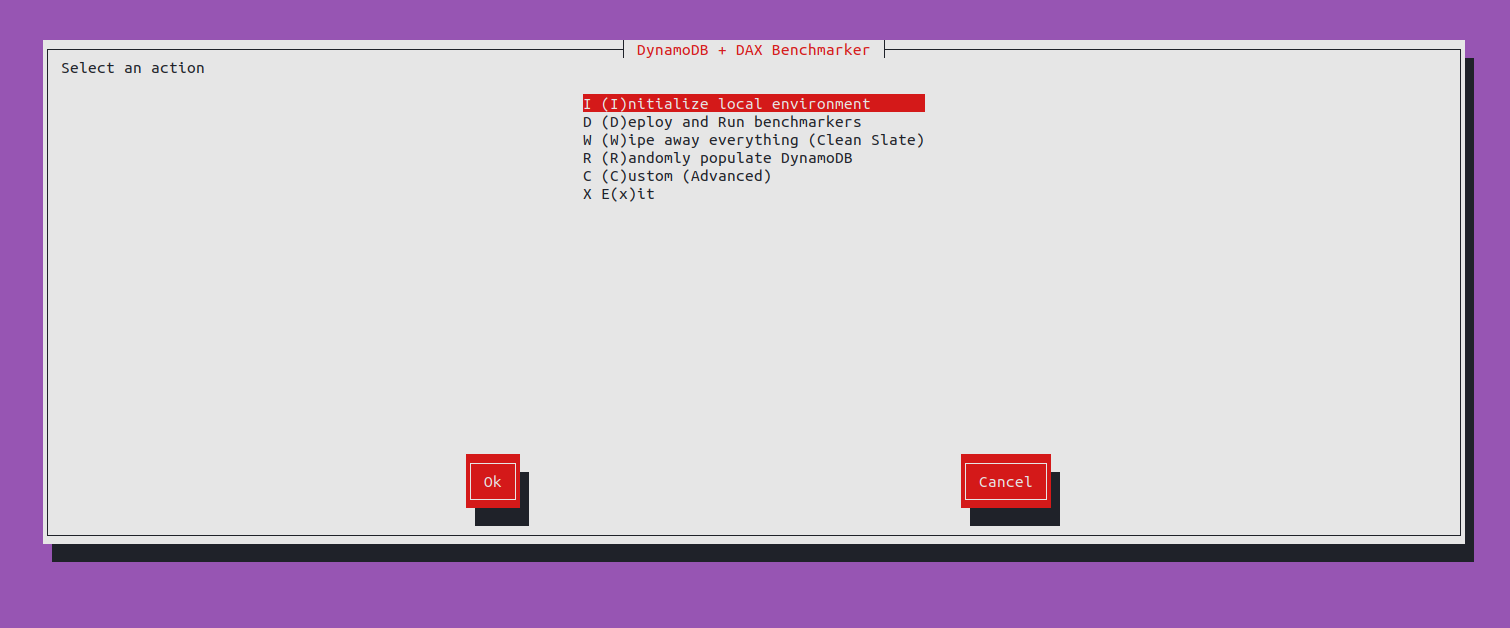 DynamoDB + DAX Benchmarker
Select an action
I (I)nitialize local environment
D (D)eploy and Run benchmarkers
W (W)ipe away everything (Clean Slate)
R (R)andomly populate DynamoDB
C (C)ustom (Advanced)
X E(x)it
Ok
Cancel